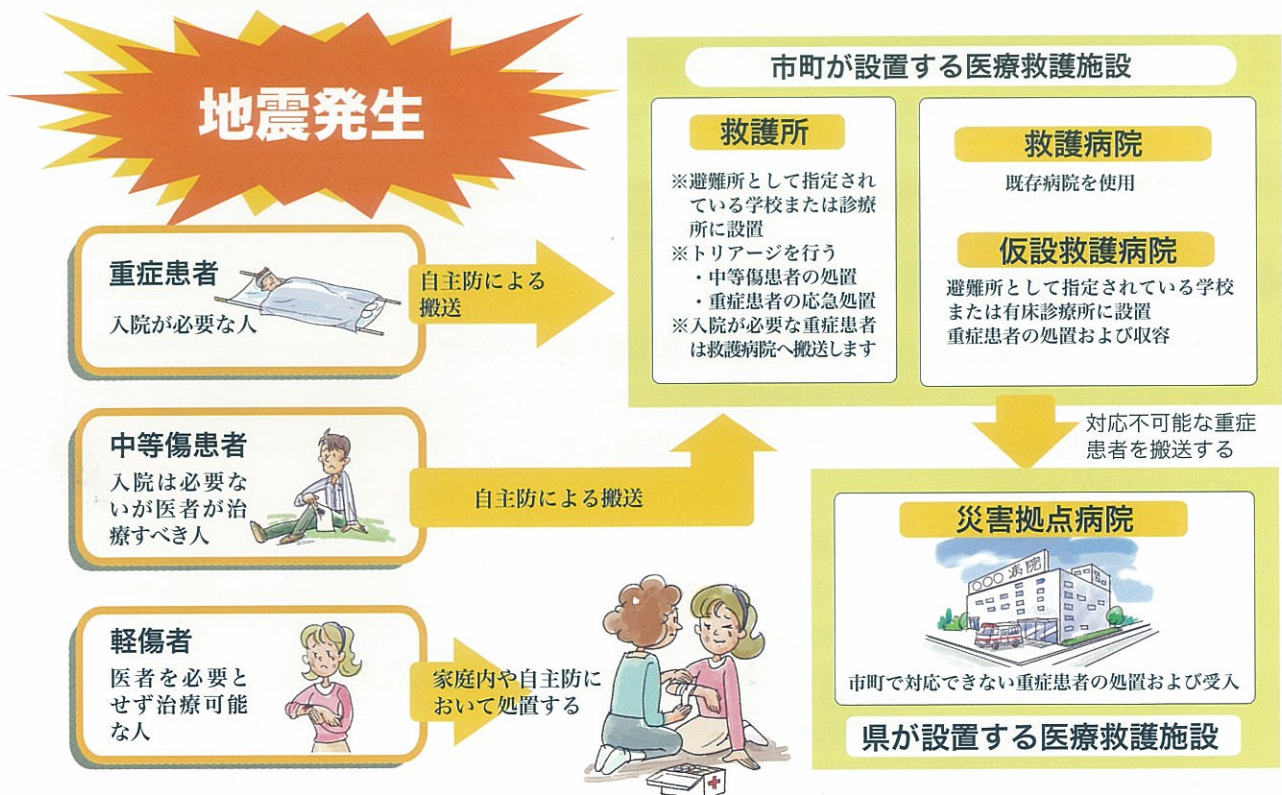 地震発生
重症患者
入院が必要な人
自主防による
搬送
中等傷患者
入院は必要な
いが医者が治
療すべき人
自主防による搬送
軽傷者
医者を必要と
せず治療可能
な人
家庭内や自主防に
おいて処置する
市町が設置する医療救護施設
救護所
※避難所として指定され
ている学校または診療
所に設置
※トリアージを行う
・中等傷患者の処置
・重症患者の応急処置
※入院が必要な重症患者
は救護病院へ搬送します
救護病院
既存病院を使用
仮設救護病院
避難所として指定されている学校
または有床診療所に設置
重症患者の処置および収容
対応不可能な重症
患者を搬送する
災害拠点病院
○○○病院
市町で対応できない重症患者の処置および受入
県が設置する医療救護施設